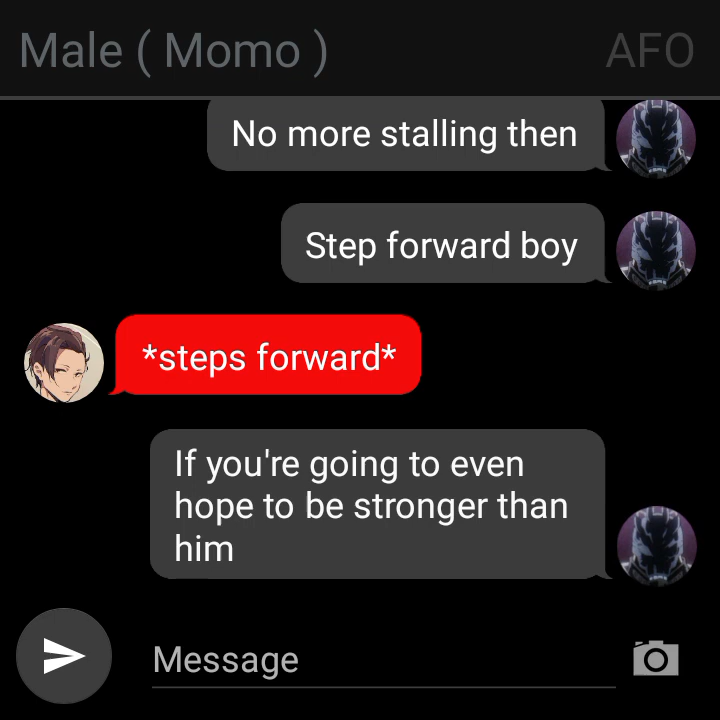 Male ( Momo ) AFO
No more stalling then
Step forward boy
*steps forward*
If you're going to even
hope to be stronger than
him
Message